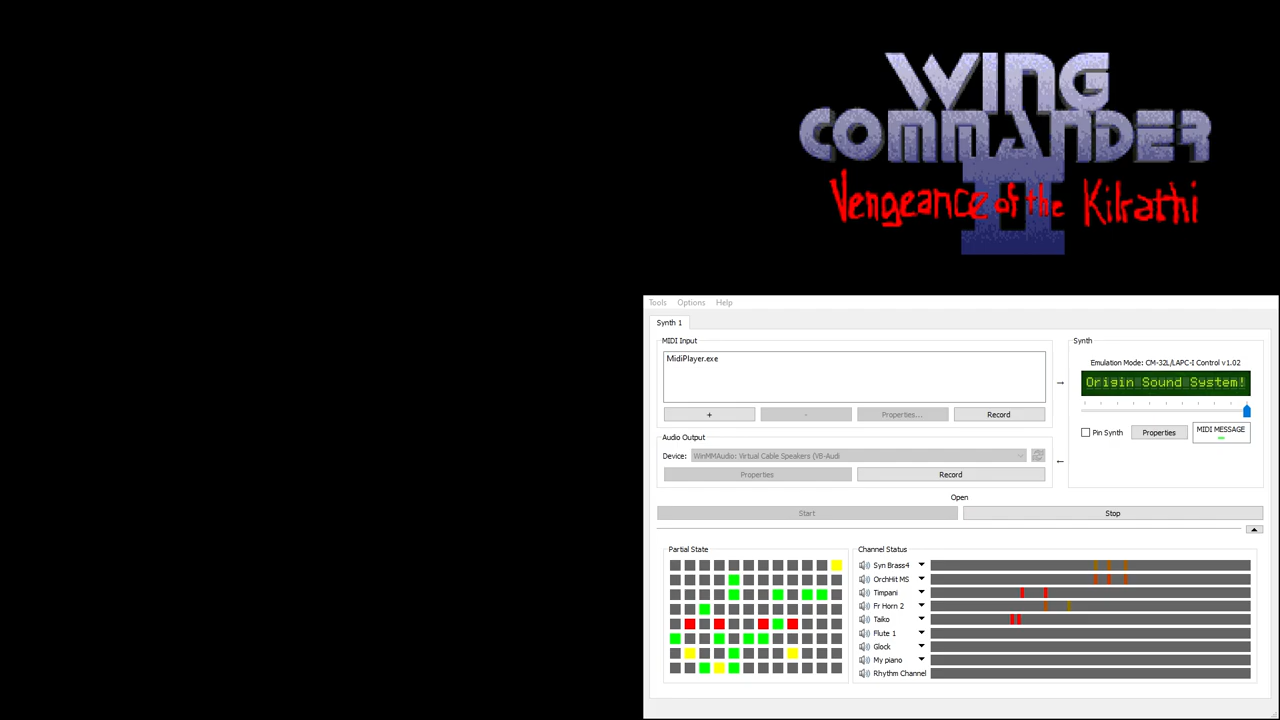 WING
COMMANDER
II
Vengeance of the Kilrathi
Tools Options Help
Synth 1
MIDI Input
MidiPlayer.exe
+ - Properties... Record
Synth
Emulation Mode: CM-32L/LAPC-I Control v1.02
Origin Sound System!
Pin Synth Properties MIDI MESSAGE
Audio Output
Device: WinMMAudio: Virtual Cable Speakers (VB-Audi
Properties Record
Open
Start Stop
Partial State
Channel Status
Syn Brass4
OrchHit MS
Timpani
Fr Horn 2
Taiko
Flute 1
Glock
My piano
Rhythm Channel